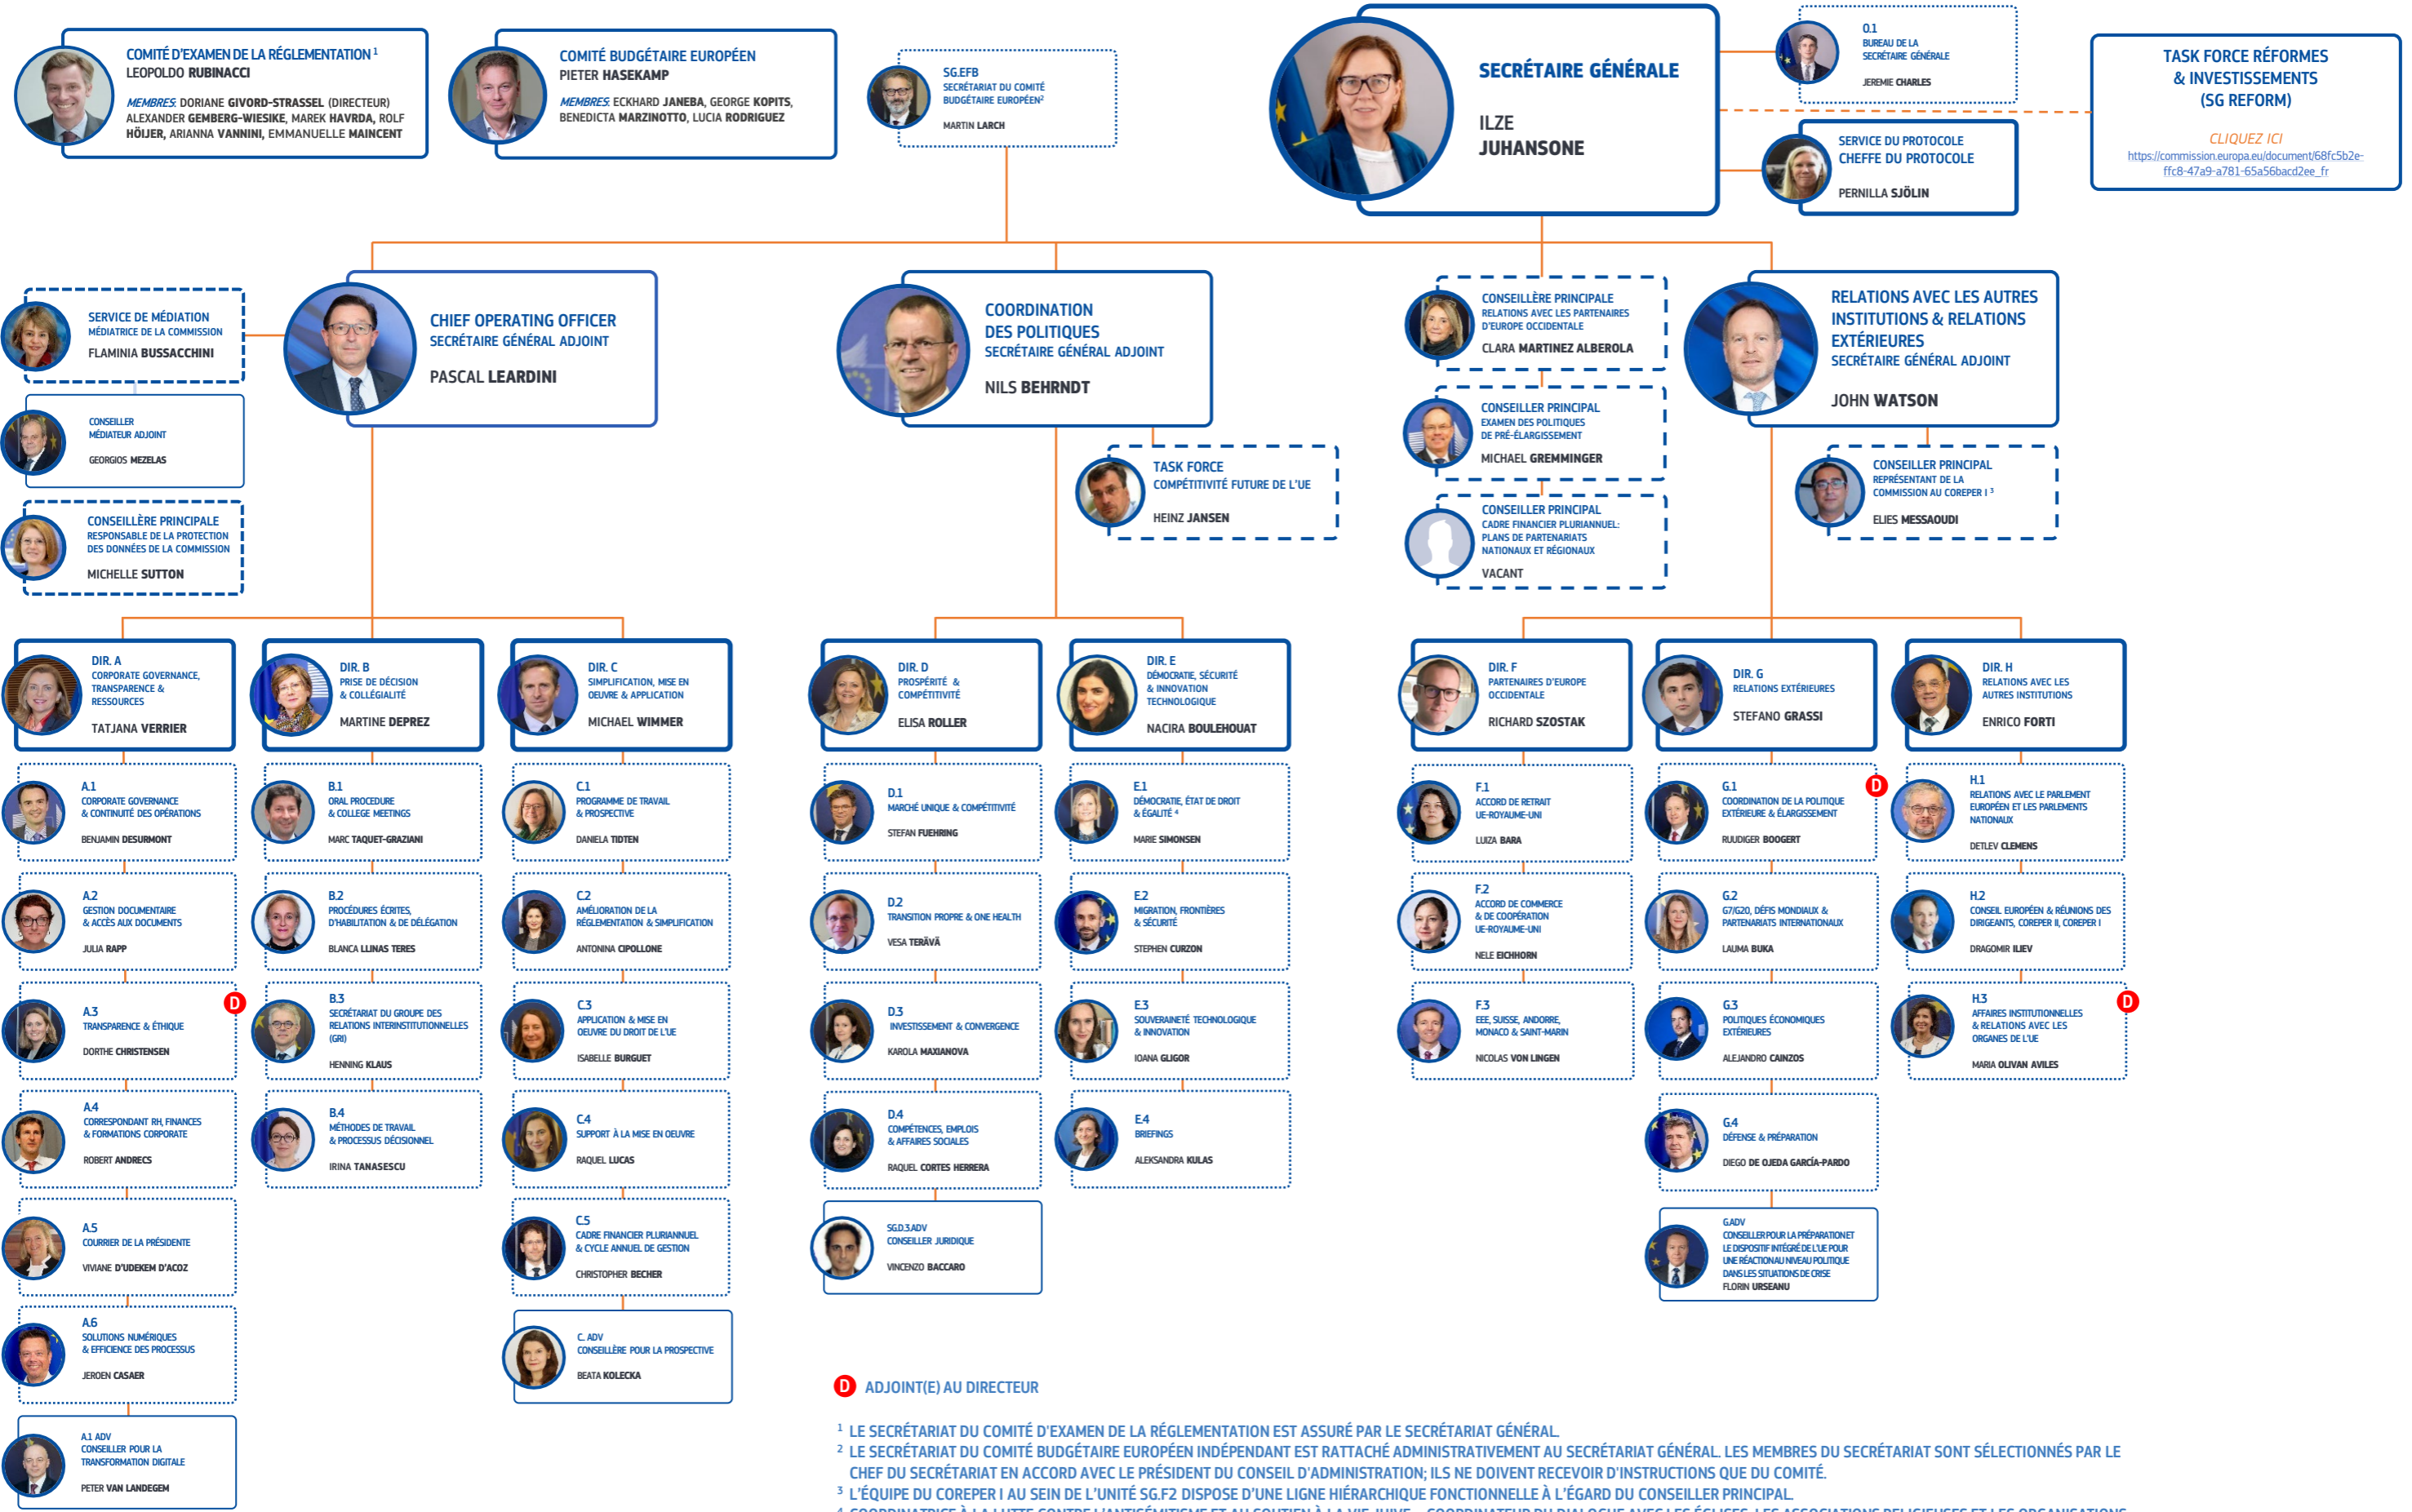 COMITÉ D'EXAMEN DE LA RÉGLEMENTATION 1
LEOPOLDO RUBINACCI
MEMBRES: DORIANE GIVORD-STRASSEL (DIRECTEUR)
ALEXANDER GEMBERG-WIESIKE, MAREK HAVRDA, ROLF
HÖIJER, ARIANNA VANNINI, EMMANUELLE MAINCENT
COMITÉ BUDGÉTAIRE EUROPÉEN
PIETER HASEKAMP
MEMBRES: ECKHARD JANEBA, GEORGE KOPITS,
BENEDICTA MARZINOTTO, LUCIA RODRIGUEZ
SG.EFB
SECRÉTARIAT DU COMITÉ
BUDGÉTAIRE EUROPÉEN2
MARTIN LARCH
SECRÉTAIRE GÉNÉRALE
ILZE
JUHANSONE
0.1
BUREAU DE LA
SECRÉTAIRE GÉNÉRALE
JEREMIE CHARLES
SERVICE DU PROTOCOLE
CHEFFE DU PROTOCOLE
PERNILLA SJÖLIN
TASK FORCE RÉFORMES
& INVESTISSEMENTS
(SG REFORM)
CLIQUEZ ICI
https://commission.europa.eu/document/68fc5b2e-
ffc8-47a9-a781-65a56bacd2ee_fr
SERVICE DE MÉDIATION
MÉDIATRICE DE LA COMMISSION
FLAMINIA BUSSACCHINI
CONSEILLER
MÉDIATEUR ADJOINT
GEORGIOS MEZELAS
CONSEILLÈRE PRINCIPALE
RESPONSABLE DE LA PROTECTION
DES DONNÉES DE LA COMMISSION
MICHELLE SUTTON
CHIEF OPERATING OFFICER
SECRÉTAIRE GÉNÉRAL ADJOINT
PASCAL LEARDINI
COORDINATION
DES POLITIQUES
SECRÉTAIRE GÉNÉRAL ADJOINT
NILS BEHRNDT
TASK FORCE
COMPÉTITIVITÉ FUTURE DE L'UE
HEINZ JANSEN
CONSEILLÈRE PRINCIPALE
RELATIONS AVEC LES PARTENAIRES
D'EUROPE OCCIDENTALE
CLARA MARTINEZ ALBEROLA
CONSEILLER PRINCIPAL
EXAMEN DES POLITIQUES
DE PRÉ-ÉLARGISSEMENT
MICHAEL GREMMINGER
CONSEILLER PRINCIPAL
CADRE FINANCIER PLURIANNUEL:
PLANS DE PARTENARIATS
NATIONAUX ET RÉGIONAUX
VACANT
RELATIONS AVEC LES AUTRES
INSTITUTIONS & RELATIONS
EXTÉRIEURES
SECRÉTAIRE GÉNÉRAL ADJOINT
JOHN WATSON
CONSEILLER PRINCIPAL
REPRÉSENTANT DE LA
COMMISSION AU COREPER I 3
ELIES MESSAOUDI
DIR. A
CORPORATE GOVERNANCE,
TRANSPARENCE &
RESSOURCES
TATJANA VERRIER
A.1
CORPORATE GOVERNANCE
& CONTINUITÉ DES OPÉRATIONS
BENJAMIN DESURMONT
A.2
GESTION DOCUMENTAIRE
& ACCÈS AUX DOCUMENTS
JULIA RAPP
D
A.3
TRANSPARENCE & ÉTHIQUE
DORTHE CHRISTENSEN
A.4
CORRESPONDANT RH, FINANCES
& FORMATIONS CORPORATE
ROBERT ANDRECS
A.5
COURRIER DE LA PRÉSIDENTE
VIVIANE D'UDEKEM D'ACOZ
A.6
SOLUTIONS NUMÉRIQUES
& EFFICIENCE DES PROCESSUS
JEROEN CASAER
A.1 ADV
CONSEILLER POUR LA
TRANSFORMATION DIGITALE
PETER VAN LANDEGEM
DIR. B
PRISE DE DÉCISION
& COLLÉGIALITÉ
MARTINE DEPREZ
B.1
ORAL PROCEDURE
& COLLEGE MEETINGS
MARC TAQUET-GRAZIANI
B.2
PROCÉDURES ÉCRITES,
D'HABILITATION & DE DÉLÉGATION
BLANCA LLINAS TERES
B.3
SECRÉTARIAT DU GROUPE DES
RELATIONS INTERINSTITUTIONNELLES
(GRI)
HENNING KLAUS
B.4
MÉTHODES DE TRAVAIL
& PROCESSUS DÉCISIONNEL
IRINA TANASESCU
DIR. C
SIMPLIFICATION, MISE EN
OEUVRE & APPLICATION
MICHAEL WIMMER
C.1
PROGRAMME DE TRAVAIL
& PROSPECTIVE
DANIELA TIDTEN
C.2
AMÉLIORATION DE LA
RÉGLEMENTATION & SIMPLIFICATION
ANTONINA CIPOLLONE
C.3
APPLICATION & MISE EN
OEUVRE DU DROIT DE L'UE
ISABELLE BURGUET
C.4
SUPPORT À LA MISE EN OEUVRE
RAQUEL LUCAS
C.5
CADRE FINANCIER PLURIANNUEL
& CYCLE ANNUEL DE GESTION
CHRISTOPHER BECHER
C. ADV
CONSEILLÈRE POUR LA PROSPECTIVE
BEATA KOLECKA
DIR. D
PROSPÉRITÉ &
COMPÉTITIVITÉ
ELISA ROLLER
D.1
MARCHÉ UNIQUE & COMPÉTITIVITÉ
STEFAN FUEHRING
D.2
TRANSITION PROPRE & ONE HEALTH
VESA TERÄVÄ
D.3
INVESTISSEMENT & CONVERGENCE
KAROLA MAXIANOVA
D.4
COMPÉTENCES, EMPLOIS
& AFFAIRES SOCIALES
RAQUEL CORTES HERRERA
SG.D.3.ADV
CONSEILLER JURIDIQUE
VINCENZO BACCARO
DIR. E
DÉMOCRATIE, SÉCURITÉ
& INNOVATION
TECHNOLOGIQUE
NACIRA BOULEHOUAT
E.1
DÉMOCRATIE, ÉTAT DE DROIT
& ÉGALITÉ 4
MARIE SIMONSEN
E.2
MIGRATION, FRONTIÈRES
& SÉCURITÉ
STEPHEN CURZON
E.3
SOUVERAINETÉ TECHNOLOGIQUE
& INNOVATION
IOANA GLIGOR
E.4
BRIEFINGS
ALEKSANDRA KULAS
DIR. F
PARTENAIRES D'EUROPE
OCCIDENTALE
RICHARD SZOSTAK
F.1
ACCORD DE RETRAIT
UE-ROYAUME-UNI
LUIZA BARA
F.2
ACCORD DE COMMERCE
& DE COOPÉRATION
UE-ROYAUME-UNI
NELE EICHHORN
F.3
EEE, SUISSE, ANDORRE,
MONACO & SAINT-MARIN
NICOLAS VON LINGEN
DIR. G
RELATIONS EXTÉRIEURES
STEFANO GRASSI
D
G.1
COORDINATION DE LA POLITIQUE
EXTÉRIEURE & ÉLARGISSEMENT
RUUDIGER BOOGERT
G.2
G7/G20, DÉFIS MONDIAUX &
PARTENARIATS INTERNATIONAUX
LAUMA BUKA
G.3
POLITIQUES ÉCONOMIQUES
EXTÉRIEURES
ALEJANDRO CAINZOS
G.4
DÉFENSE & PRÉPARATION
DIEGO DE OJEDA GARCÍA-PARDO
G.ADV
CONSEILLER POUR LA PRÉPARATION ET
LE DISPOSITIF INTÉGRÉ DE L'UE POUR
UNE RÉACTION AU NIVEAU POLITIQUE
DANS LES SITUATIONS DE CRISE
FLORIN URSEANU
DIR. H
RELATIONS AVEC LES
AUTRES INSTITUTIONS
ENRICO FORTI
H.1
RELATIONS AVEC LE PARLEMENT
EUROPÉEN ET LES PARLEMENTS
NATIONAUX
DETLEV CLEMENS
H.2
CONSEIL EUROPÉEN & RÉUNIONS DES
DIRIGEANTS, COREPER II, COREPER I
DRAGOMIR ILIEV
D
H.3
AFFAIRES INSTITUTIONNELLES
& RELATIONS AVEC LES
ORGANES DE L'UE
MARIA OLIVAN AVILES
D ADJOINT(E) AU DIRECTEUR
1 LE SECRÉTARIAT DU COMITÉ D'EXAMEN DE LA RÉGLEMENTATION EST ASSURÉ PAR LE SECRÉTARIAT GÉNÉRAL.
2 LE SECRÉTARIAT DU COMITÉ BUDGÉTAIRE EUROPÉEN INDÉPENDANT EST RATTACHÉ ADMINISTRATIVEMENT AU SECRÉTARIAT GÉNÉRAL. LES MEMBRES DU SECRÉTARIAT SONT SÉLECTIONNÉS PAR LE
CHEF DU SECRÉTARIAT EN ACCORD AVEC LE PRÉSIDENT DU CONSEIL D'ADMINISTRATION; ILS NE DOIVENT RECEVOIR D'INSTRUCTIONS QUE DU COMITÉ.
3 L'ÉQUIPE DU COREPER I AU SEIN DE L'UNITÉ SG.F2 DISPOSE D'UNE LIGNE HIÉRARCHIQUE FONCTIONNELLE À L'ÉGARD DU CONSEILLER PRINCIPAL.
4 COORDINATRICE À LA LUTTE CONTRE L'ANTISÉMITISME ET AU SOUTIEN À LA VIE JUIVE – COORDINATEUR DU DIALOGUE AVEC LES ÉGLISES, LES ASSOCIATIONS RELIGIEUSES ET LES ORGANISATIONS